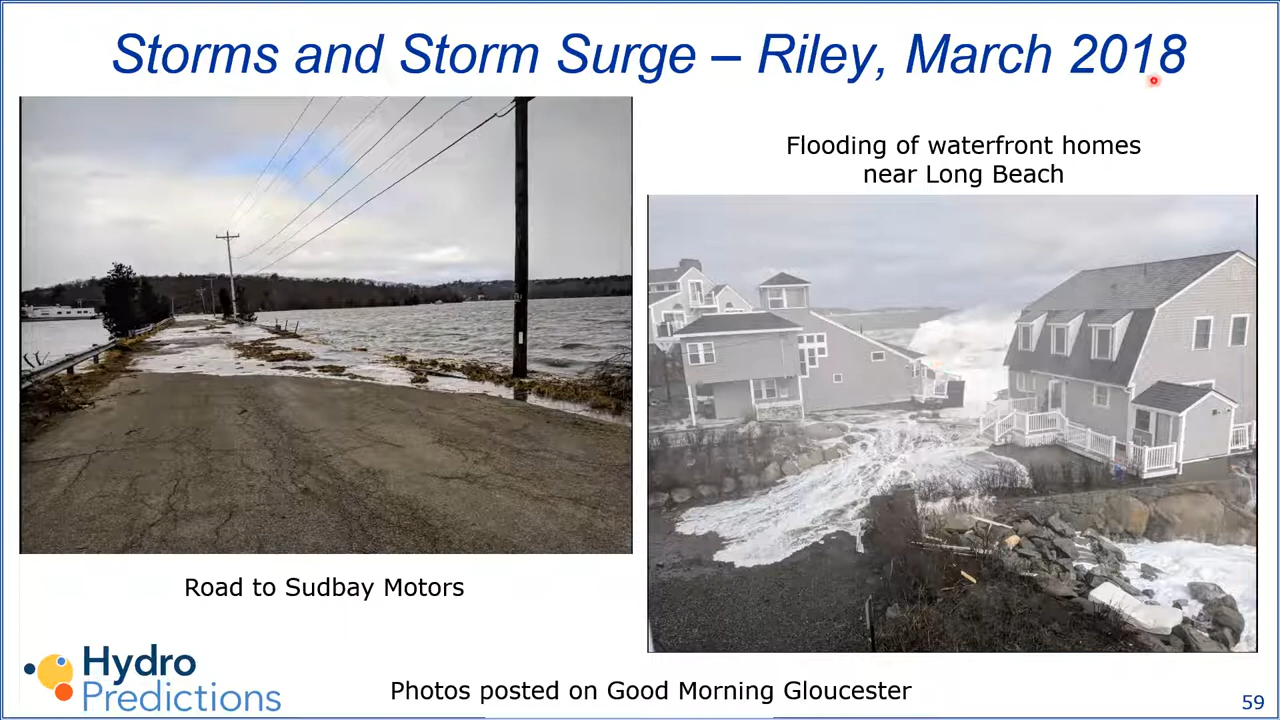 Storms and Storm Surge – Riley, March 2018
Flooding of waterfront homes
near Long Beach
Road to Sudbay Motors
Hydro
Predictions
Photos posted on Good Morning Gloucester
59